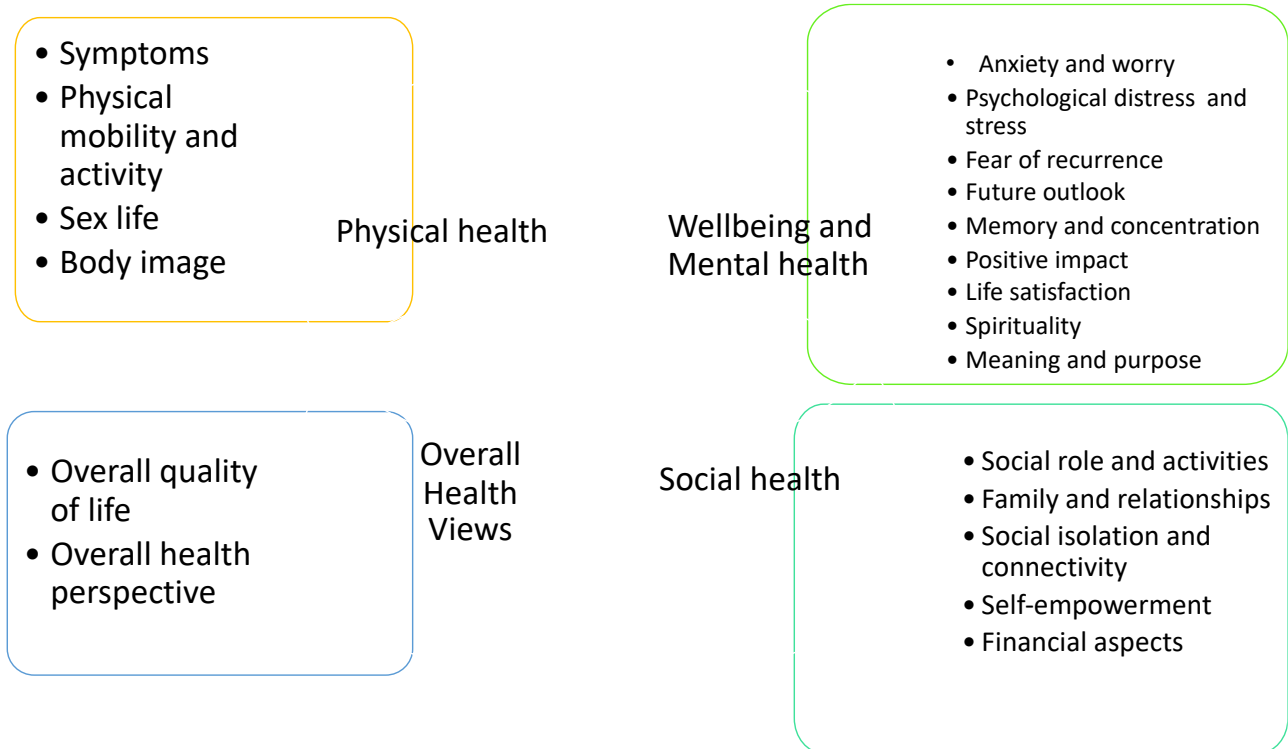 • Symptoms
• Physical
mobility and
activity
• Sex life
• Body image
Physical health
Wellbeing and
Mental health
• Anxiety and worry
• Psychological distress and
stress
• Fear of recurrence
• Future outlook
• Memory and concentration
• Positive impact
• Life satisfaction
• Spirituality
• Meaning and purpose
• Overall quality
of life
• Overall health
perspective
Overall
Health
Views
Social health
• Social role and activities
• Family and relationships
• Social isolation and
connectivity
• Self-empowerment
• Financial aspects